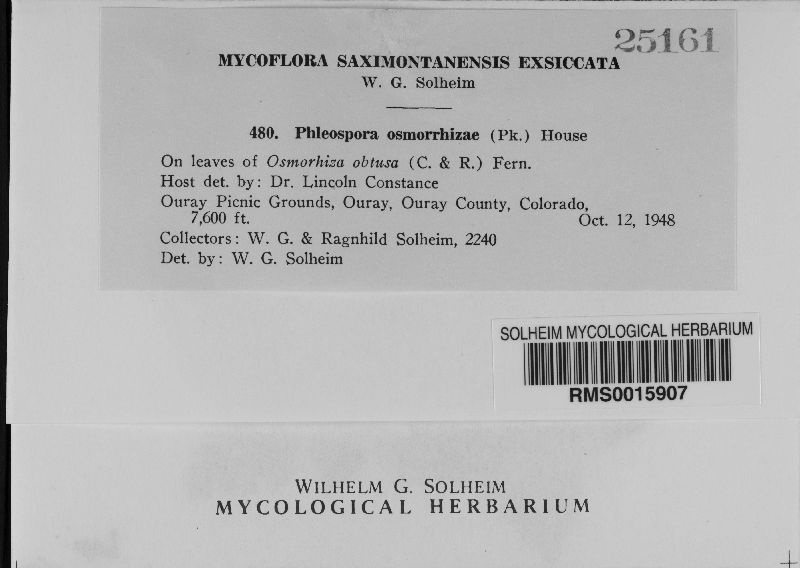 25161
MYCOFLORA SAXIMONTANENSIS EXSICCATA
W. G. Solheim
480. Phleospora osmorrhizae (Pk.) House
On leaves of Osmorhiza obtusa (C. & R.) Fern.
Host det. by: Dr. Lincoln Constance
Ouray Picnic Grounds, Ouray, Ouray County, Colorado,
7,600 ft. Oct. 12, 1948
Collectors: W. G. & Ragnhild Solheim, 2240
Det. by: W. G. Solheim
SOLHEIM MYCOLOGICAL HERBARIUM
RMS0015907
WILHELM G. SOLHEIM
MYCOLOGICAL HERBARIUM